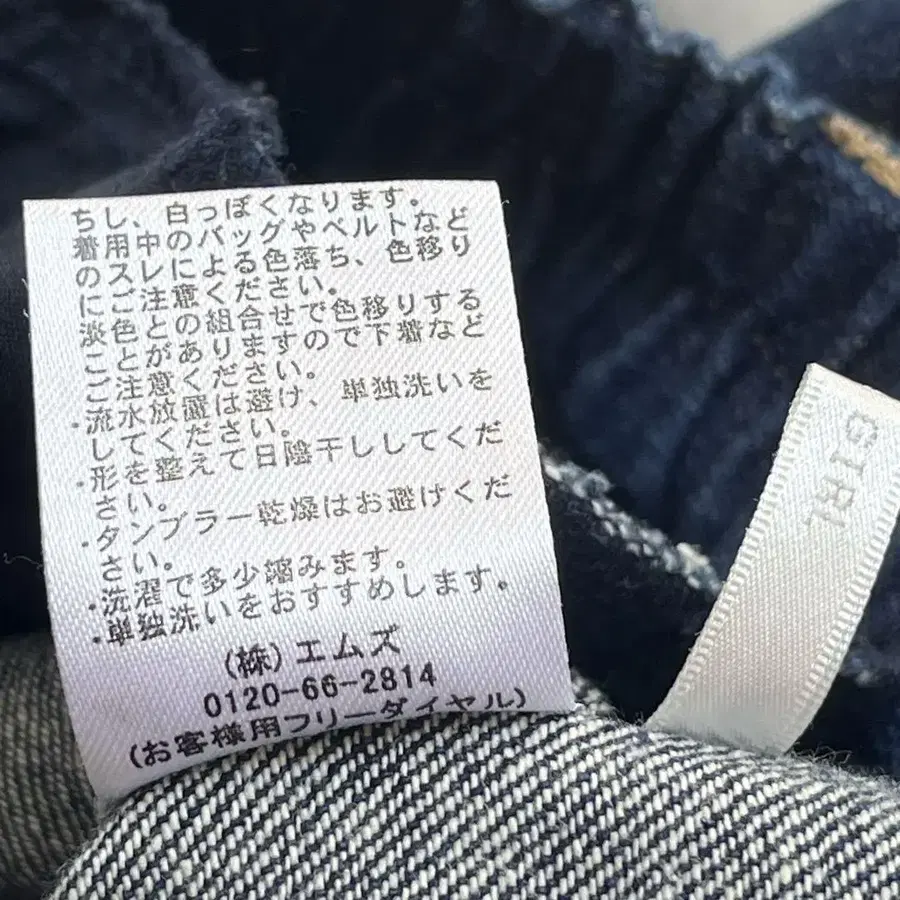 ちし、白っぽくなります。
着用中のバッグやベルトなど
のスレによる色落ち、色移り
にご注意ください。
淡色との組合せで色移りする
ことがありますので下着など
ご注意ください。
・流水放置は避け、単独洗いを
してください。
・形を整えて日陰干ししてくだ
さい。
・タンブラー乾燥はお避けくだ
さい。
・洗濯で多少縮みます。
・単独洗いをおすすめします。
(株)エムズ
0120-66-2814
(お客様用フリーダイヤル)
GIRL